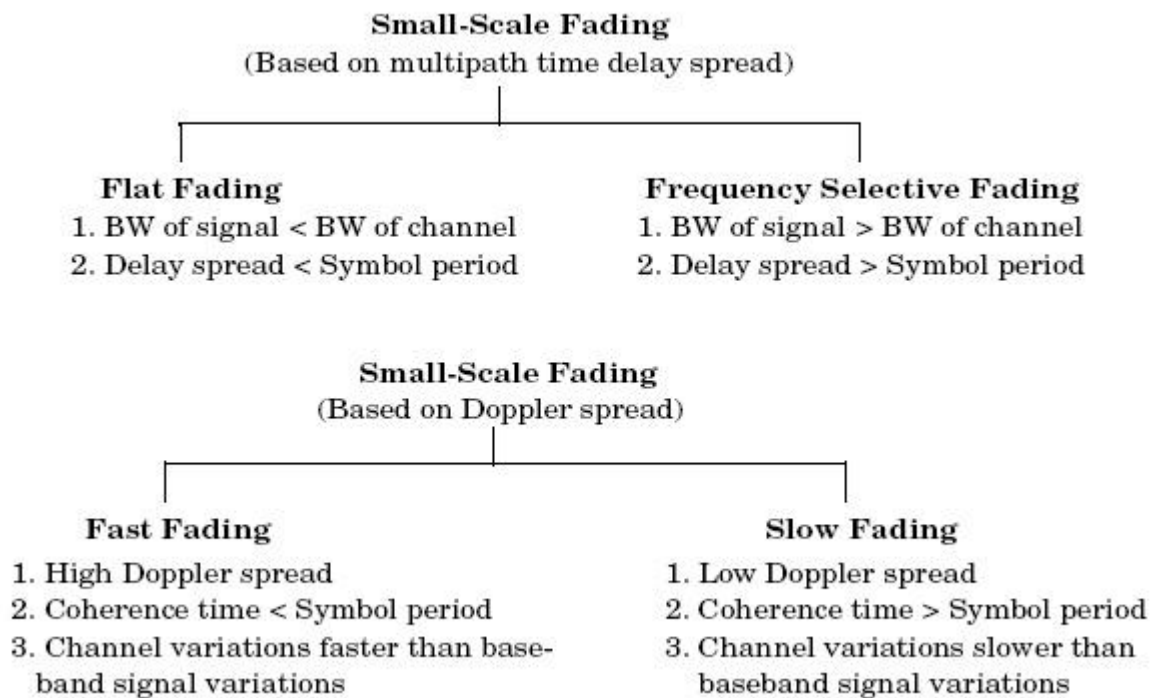 Small-Scale Fading
(Based on multipath time delay spread)
Flat Fading
1. BW of signal < BW of channel
2. Delay spread < Symbol period
Frequency Selective Fading
1. BW of signal > BW of channel
2. Delay spread > Symbol period
Small-Scale Fading
(Based on Doppler spread)
Fast Fading
1. High Doppler spread
2. Coherence time < Symbol period
3. Channel variations faster than base-
band signal variations
Slow Fading
1. Low Doppler spread
2. Coherence time > Symbol period
3. Channel variations slower than
baseband signal variations